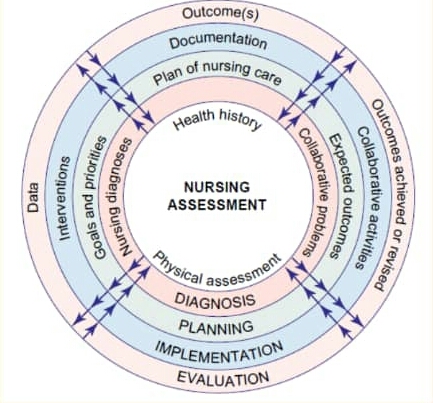 Outcome(s)
Documentation
Plan of nursing care
Health history
Data
Interventions
Goals and priorities
Nursing diagnoses
NURSING
ASSESSMENT
Collaborative problems
Expected outcomes
Collaborative activities
Outcomes achieved or revised
Physical assessment
DIAGNOSIS
PLANNING
IMPLEMENTATION
EVALUATION